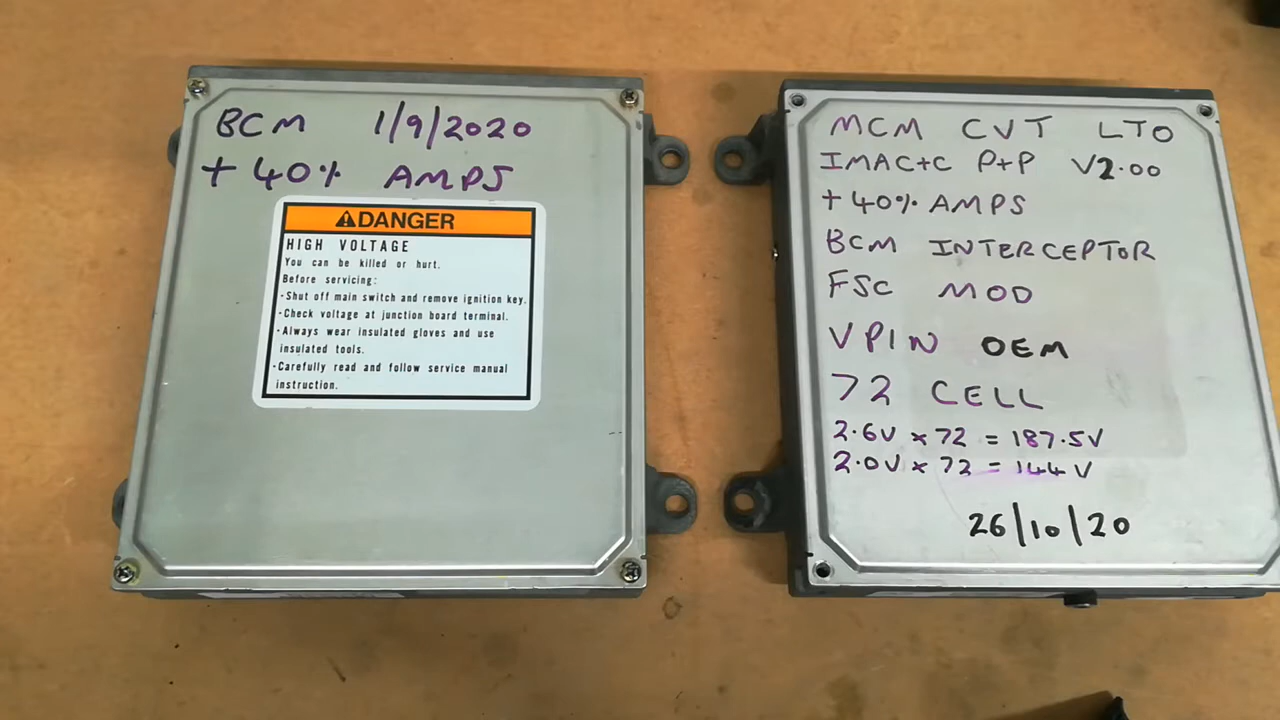 BCM 1/9/2020
+ 40% AMPS
DANGER
HIGH VOLTAGE
You can be killed or hurt.
Before servicing:
·Shut off main switch and remove ignition key.
·Check voltage at junction board terminal.
·Always wear insulated gloves and use
insulated tools.
·Carefully read and follow service manual
instruction.
MCM CVT LTO
IMAC+C P+P V2.00
+ 40% AMPS
BCM INTERCEPTOR
FSC MOD
VPIN OEM
72 CELL
2.6V x 72 = 187.5V
2.0V x 72 = 144V
26/10/20